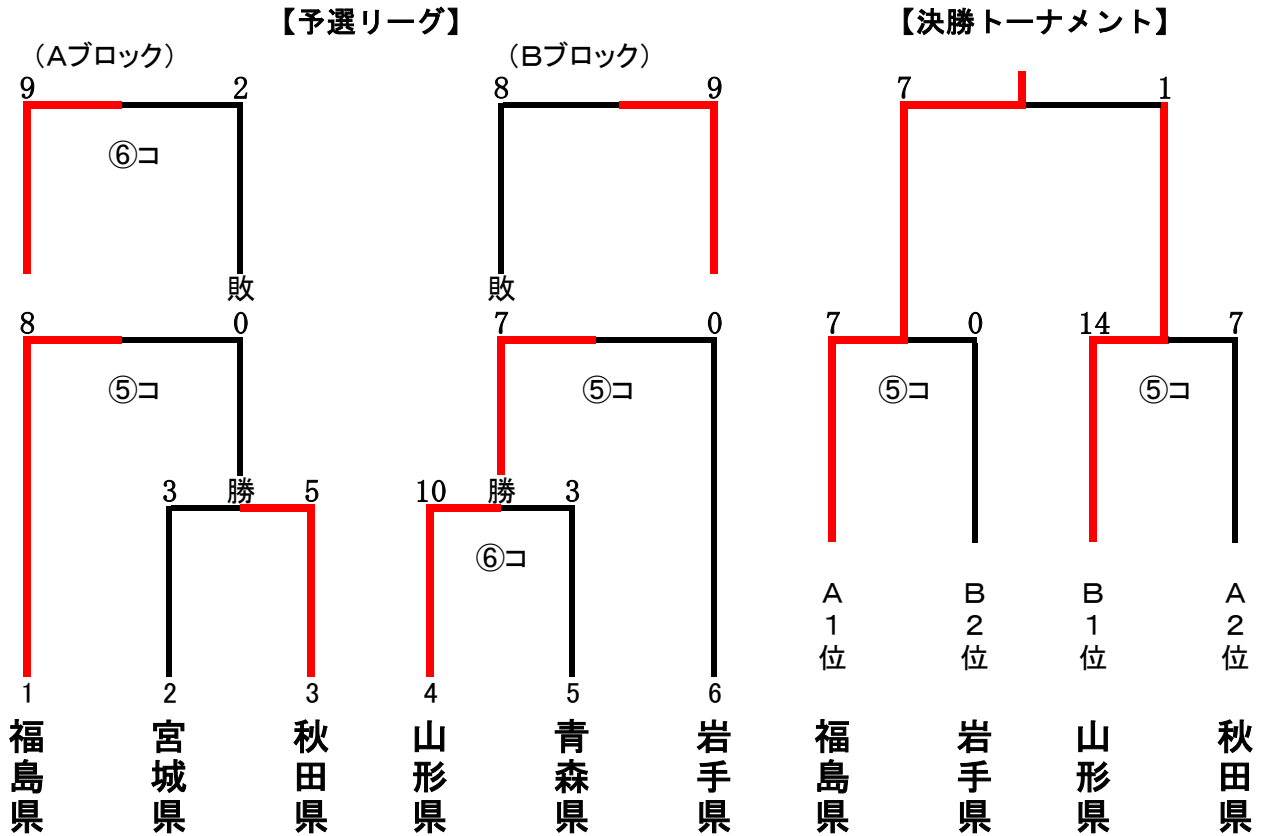 【予選リーグ】
【決勝トーナメント】
（Aブロック）
（Bブロック）
9 2
8 9
7 1
⑥コ
敗
敗
8 0
7 0
7 0
14 7
⑤コ
⑤コ
⑤コ
⑤コ
3 勝 5
10 勝 3
⑥コ
A1位
B2位
B1位
A2位
1
2
3
4
5
6
福島県
宮城県
秋田県
山形県
青森県
岩手県
福島県
岩手県
山形県
秋田県